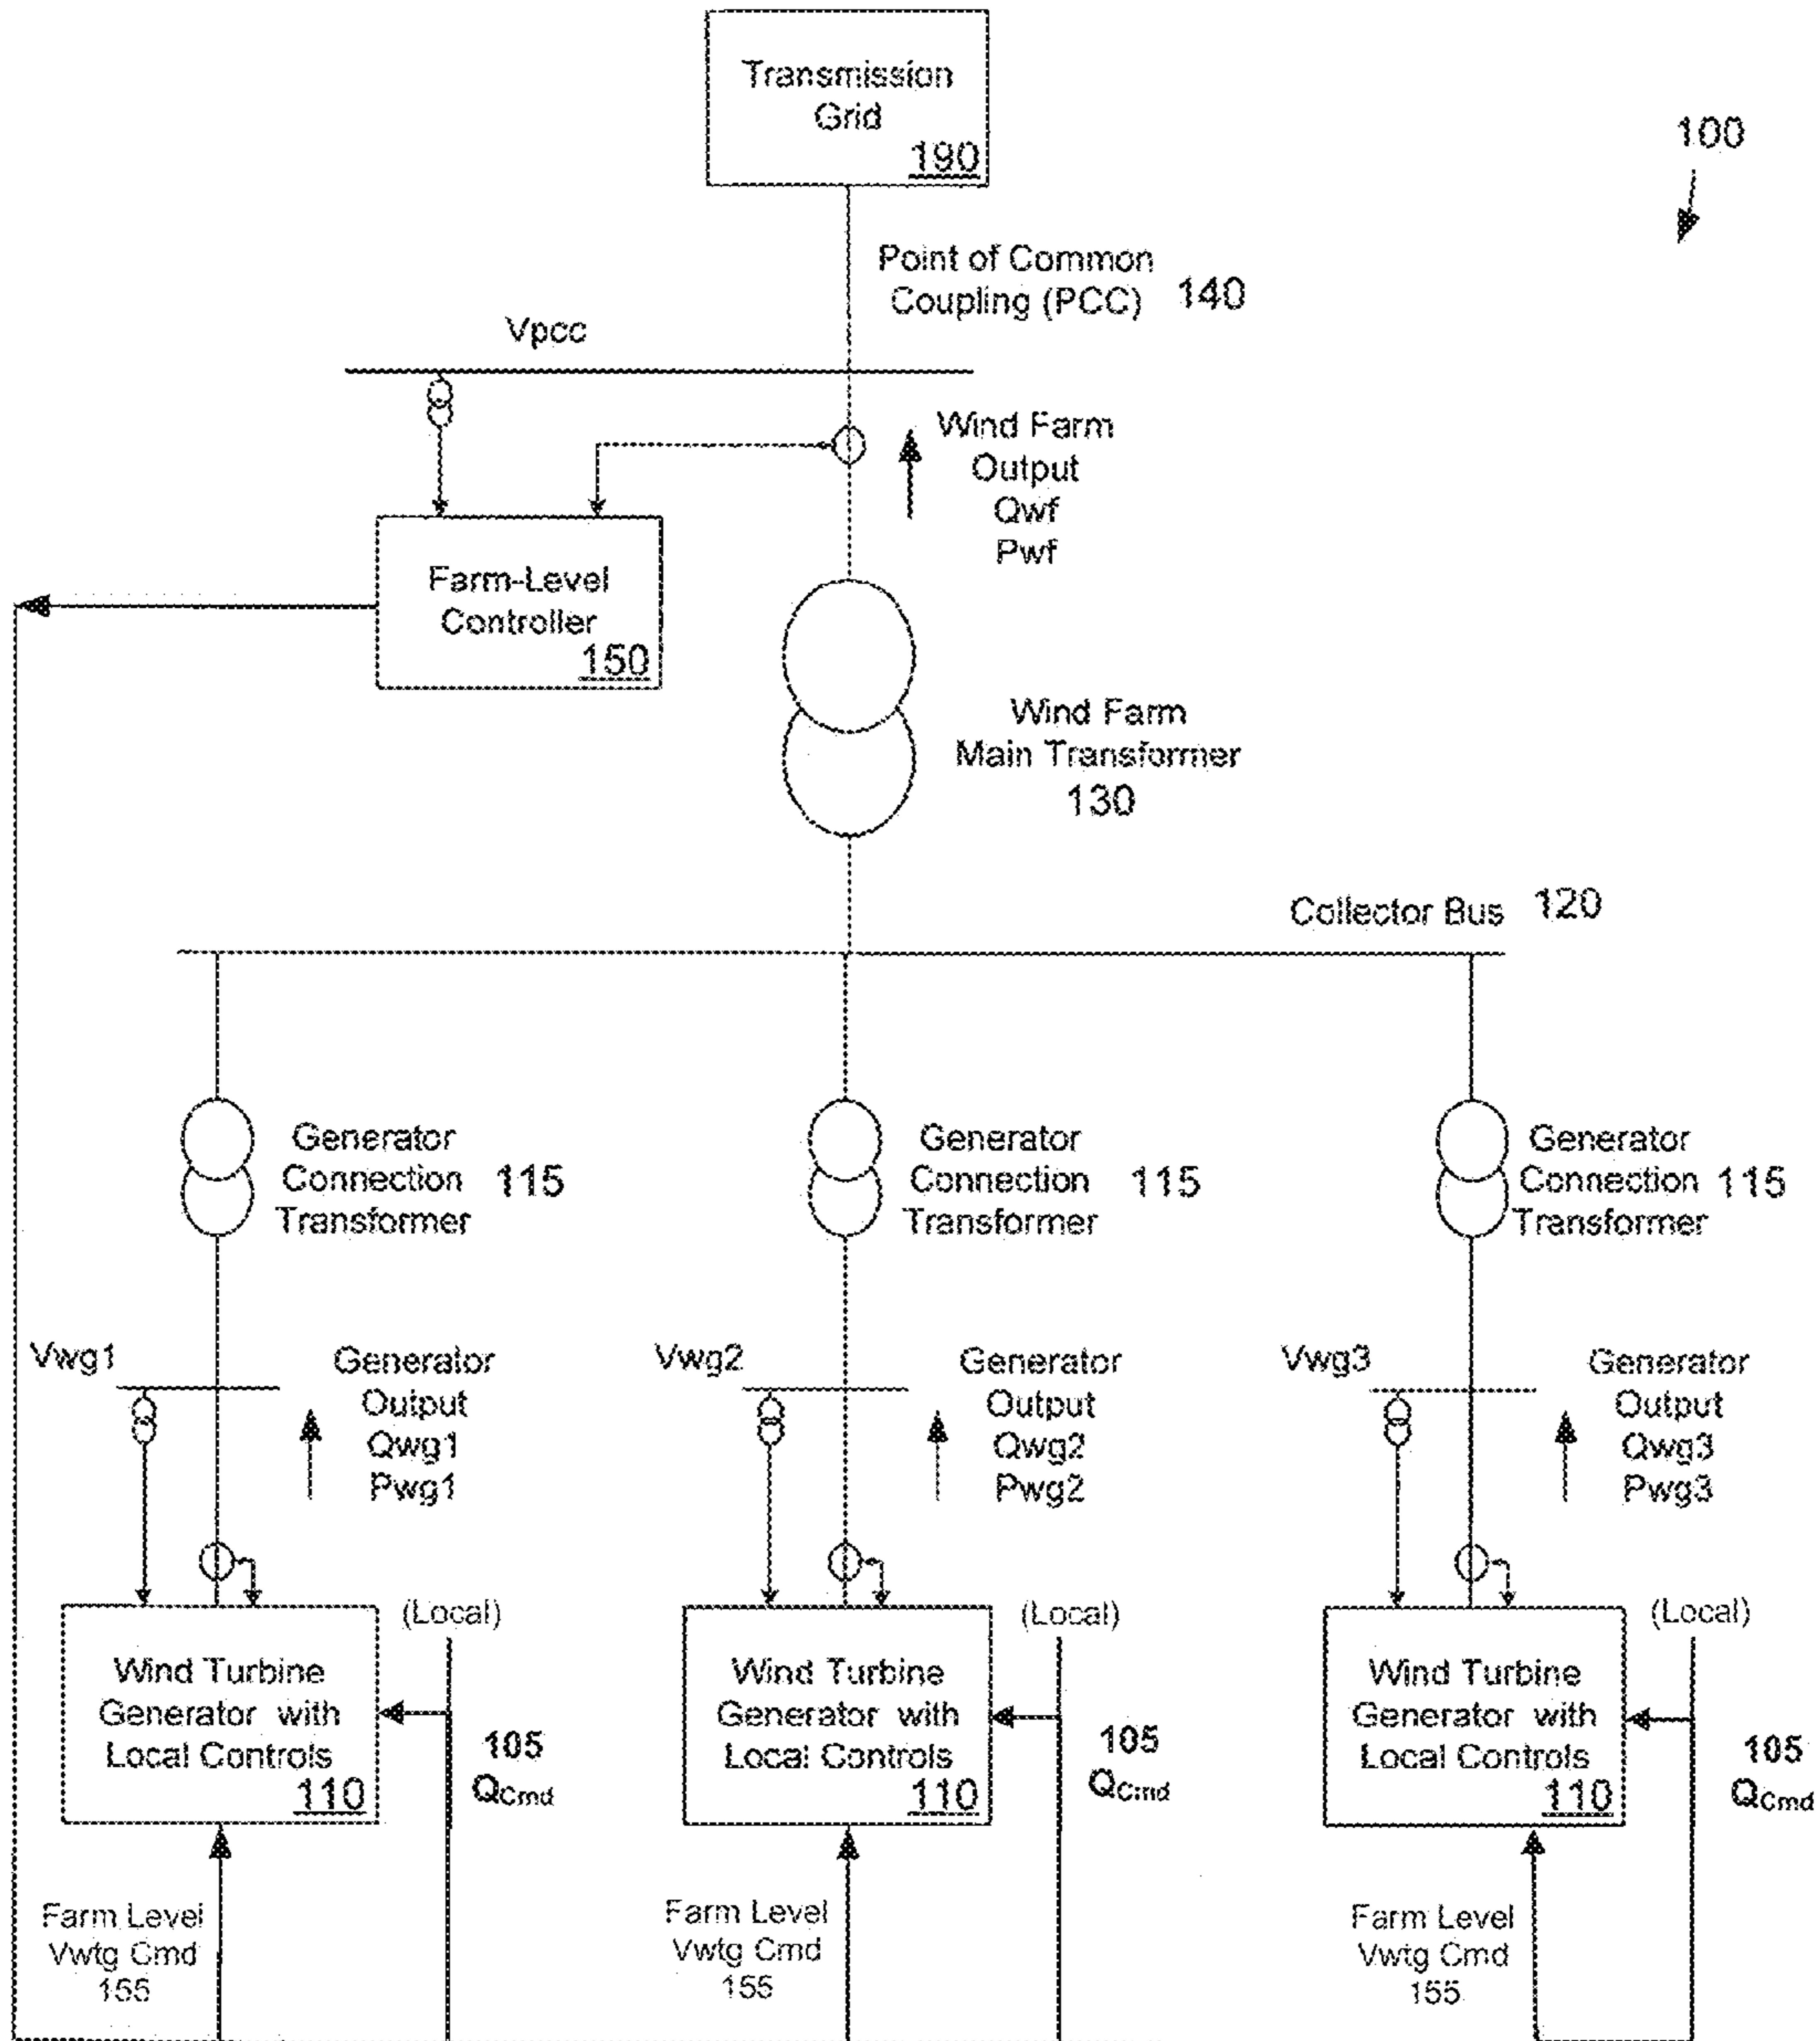 Transmission
Grid
190
100
Point of Common
Coupling (PCC) 140
Vpcc
Wind Farm
Output
Qwf
Pwf
Farm-Level
Controller
150
Wind Farm
Main Transformer
130
Collector Bus 120
Generator
Connection 115
Transformer
Generator
Connection 115
Transformer
Generator
Connection 115
Transformer
Vwg1
Generator
Output
Qwg1
Pwg1
Vwg2
Generator
Output
Qwg2
Pwg2
Vwg3
Generator
Output
Qwg3
Pwg3
(Local)
Wind Turbine
Generator with
Local Controls
110
105
QCmd
(Local)
Wind Turbine
Generator with
Local Controls
110
105
QCmd
(Local)
Wind Turbine
Generator with
Local Controls
110
105
QCmd
Farm Level
Vwtg Cmd
155
Farm Level
Vwtg Cmd
155
Farm Level
Vwtg Cmd
155